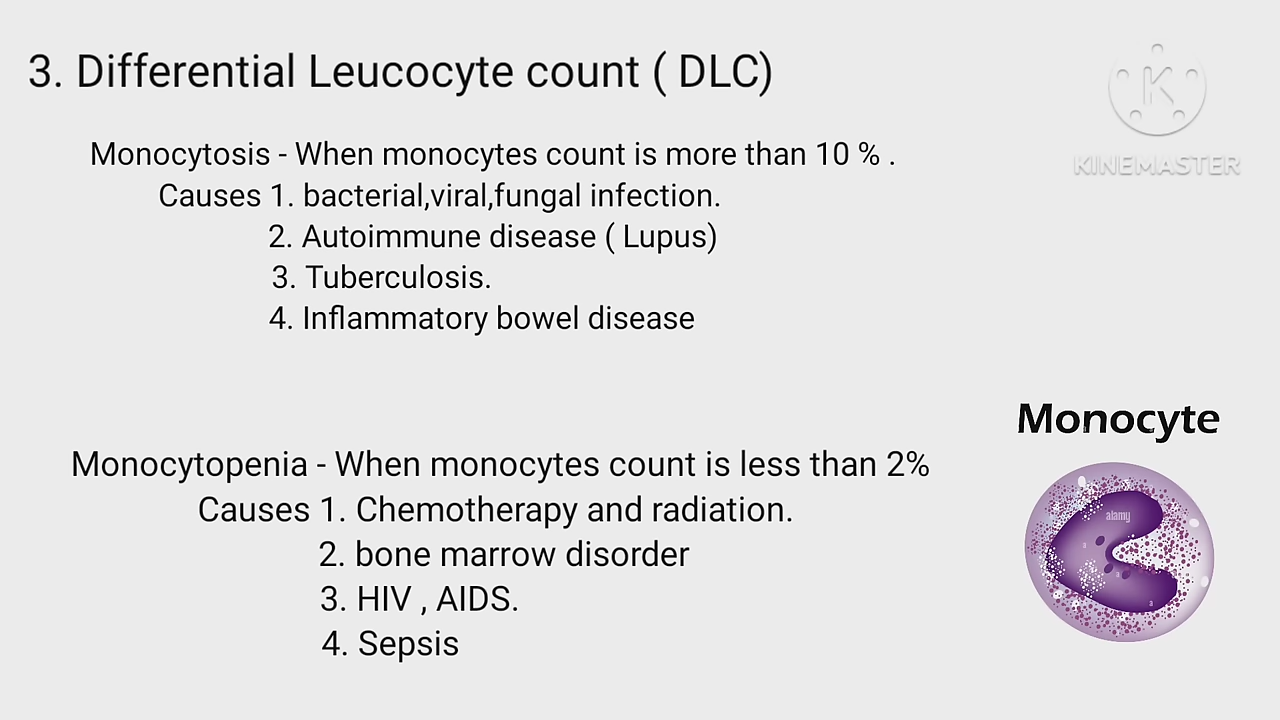 3. Differential Leucocyte count ( DLC)
KINEMASTER
Monocytosis - When monocytes count is more than 10 % .
Causes 1. bacterial,viral,fungal infection.
2. Autoimmune disease ( Lupus)
3. Tuberculosis.
4. Inflammatory bowel disease
Monocyte
Monocytopenia - When monocytes count is less than 2%
Causes 1. Chemotherapy and radiation.
2. bone marrow disorder
3. HIV , AIDS.
4. Sepsis
alamy